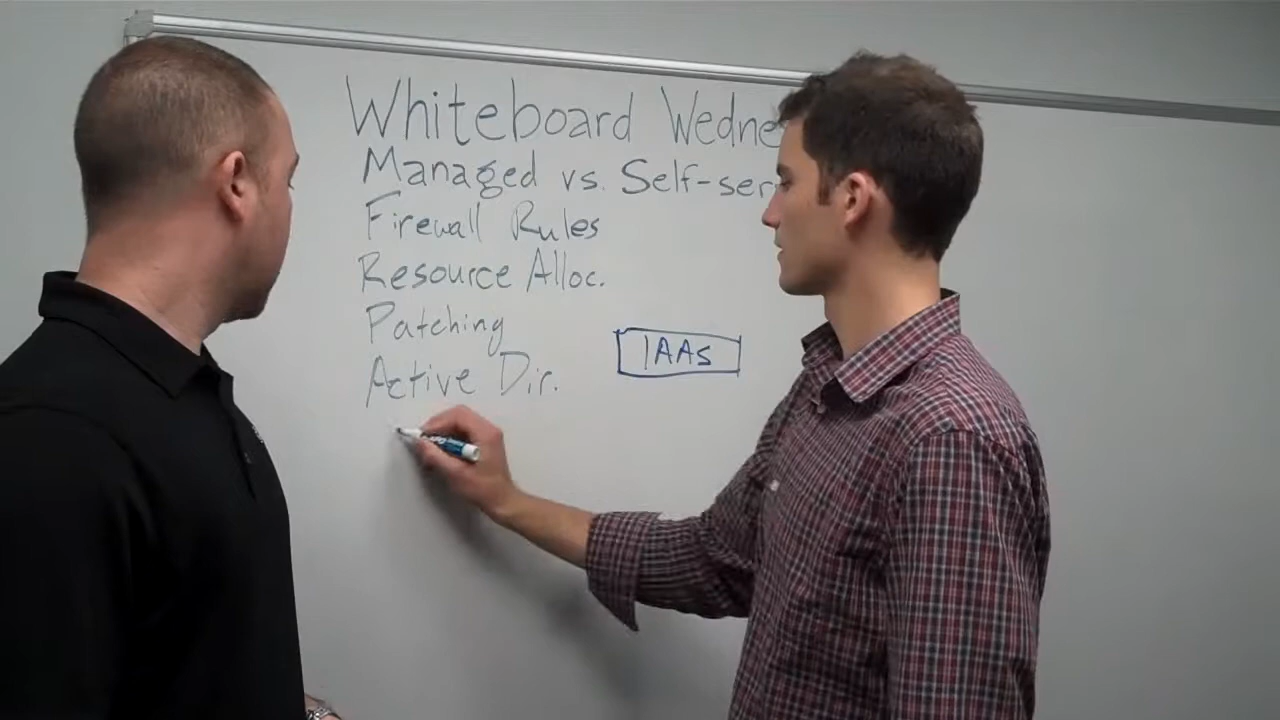 Whiteboard Wedne
Managed vs. Self-ser
Firewall Rules
Resource Alloc.
Patching
IAAS
Active Dir.